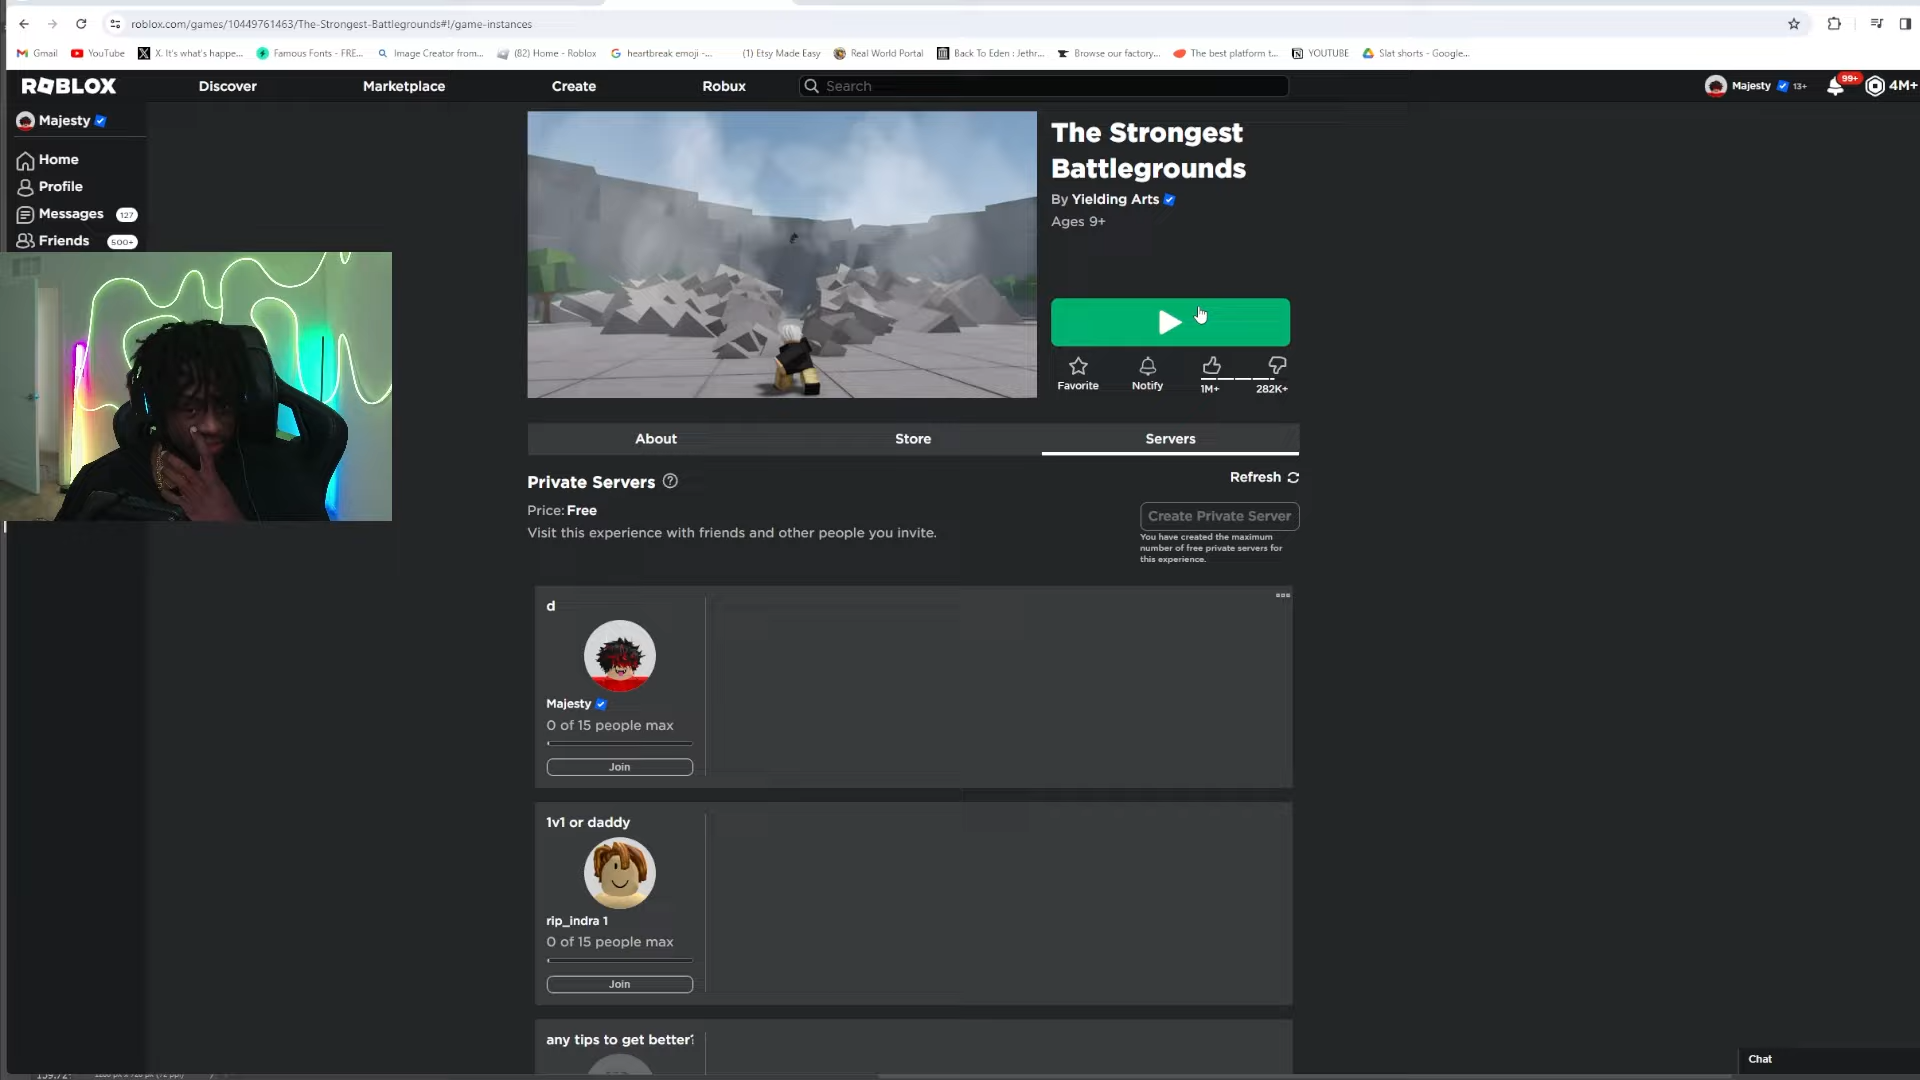 roblox.com/games/10449761463/The-Strongest-Battlegrounds#!/game-instances
Gmail
YouTube
X. It's what's happe...
Famous Fonts - FRE...
Image Creator from...
(82) Home - Roblox
heartbreak emoji -...
(1) Etsy Made Easy
Real World Portal
Back To Eden : Jethr...
Browse our factory...
The best platform t...
YOUTUBE
Slat shorts - Google...
ROBLOX
Discover
Marketplace
Create
Robux
Search
Majesty
13+
99+
4M+
Majesty
Home
Profile
Messages 127
Friends 500+
The Strongest
Battlegrounds
By Yielding Arts
Ages 9+
Favorite
Notify
1M+
282K+
About
Store
Servers
Private Servers
Refresh
Price: Free
Visit this experience with friends and other people you invite.
Create Private Server
You have created the maximum
number of free private servers for
this experience.
d
Majesty
0 of 15 people max
Join
1v1 or daddy
rip_indra 1
0 of 15 people max
Join
any tips to get better?
Chat